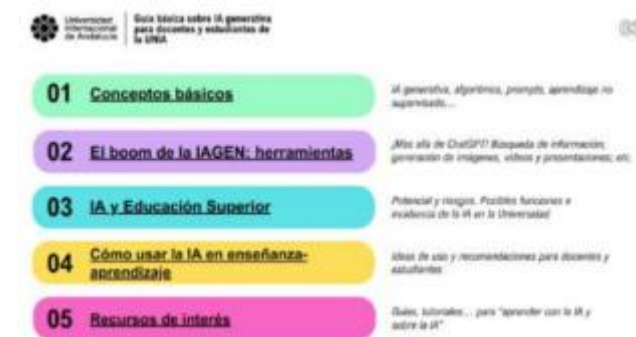 Universidad
Internacional
de Andalucía
Guía básica sobre IA generativa
para docentes y estudiantes de
la UNIA
01 Conceptos básicos
IA generativa, algoritmos, prompts, aprendizaje no
supervisado...
02 El boom de la IAGEN: herramientas
¡Más allá de ChatGPT! Búsqueda de información,
generación de imágenes, vídeos y presentaciones; etc.
03 IA y Educación Superior
Potencial y riesgos. Posibles funciones e
incidencia de la IA en la Universidad
04 Cómo usar la IA en enseñanza-
aprendizaje
Ideas de uso y recomendaciones para docentes y
estudiantes
05 Recursos de interés
Guías, tutoriales... para "aprender con la IA y
sobre la IA"